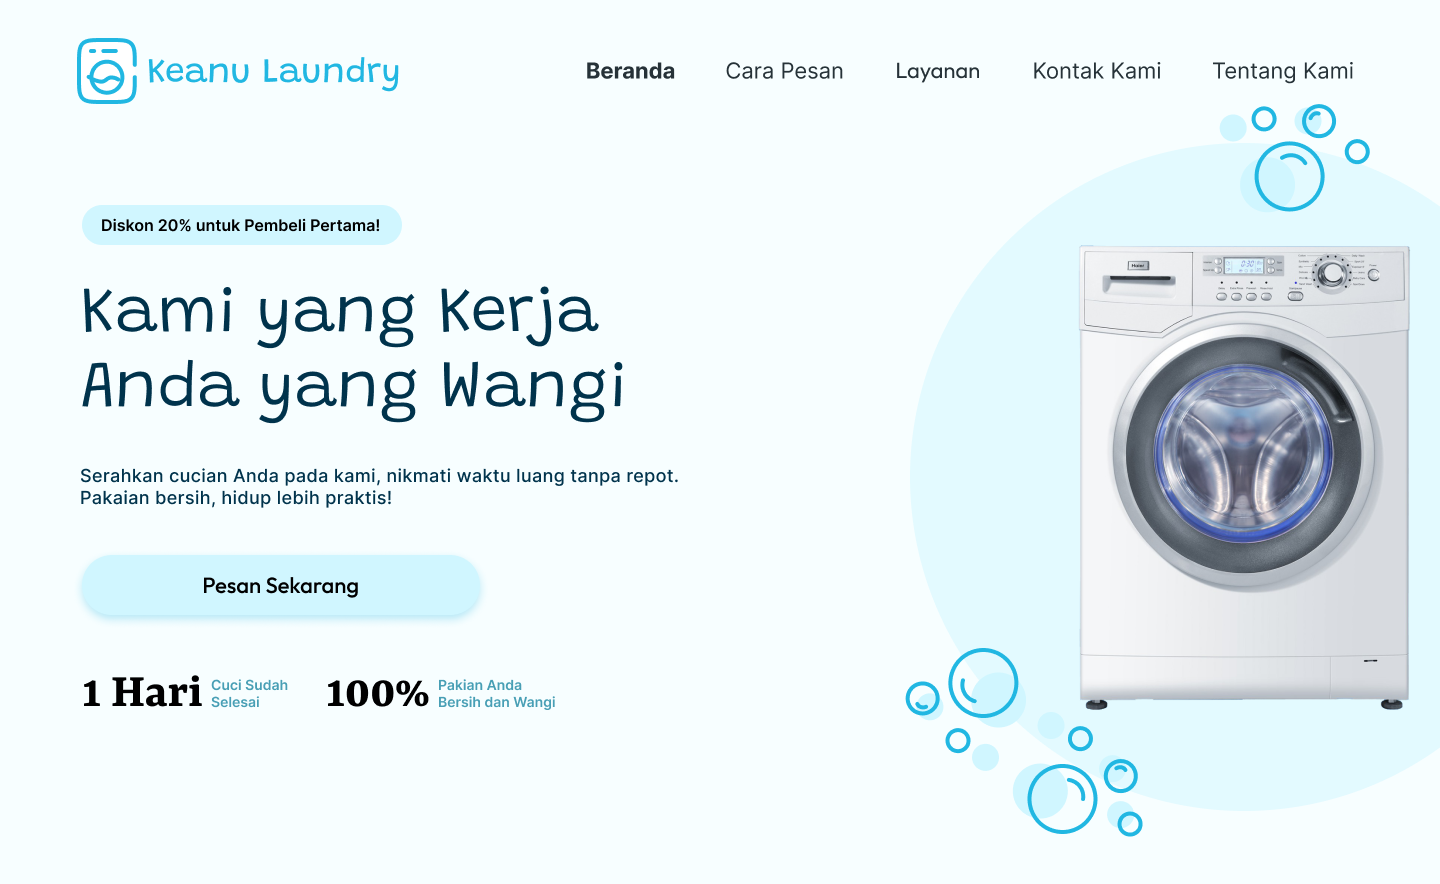 Keanu Laundry
Beranda
Cara Pesan
Layanan
Kontak Kami
Tentang Kami
Diskon 20% untuk Pembeli Pertama!
Kami yang Kerja
Anda yang Wangi
Serahkan cucian Anda pada kami, nikmati waktu luang tanpa repot.
Pakaian bersih, hidup lebih praktis!
Pesan Sekarang
1 Hari
Cuci Sudah
Selesai
100%
Pakian Anda
Bersih dan Wangi
Haier